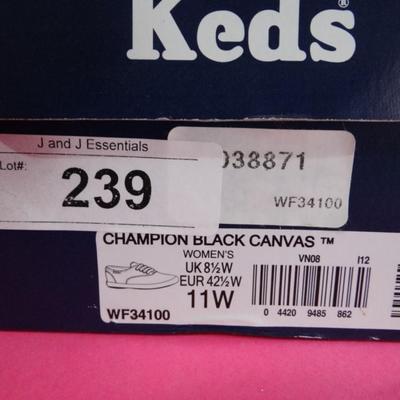 Keds®
J and J Essentials
Lot#:
239
038871
WF34100
CHAMPION BLACK CANVAS ™
WOMEN'S
UK 8½W
EUR 42½W
11W
WF34100
VN08 I12
0 4420 9485 862